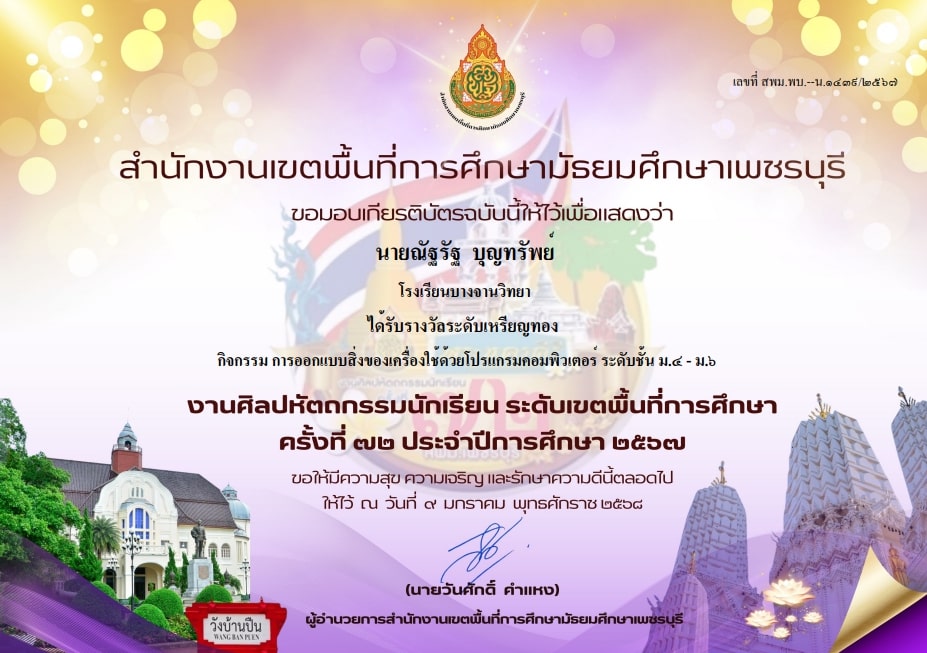 เลขที่ สพม.พบ.--น.๑๔๓๙/๒๕๖๗
สำนักงานเขตพื้นที่การศึกษามัธยมศึกษาเพชรบุรี
ขอมอบเกียรติบัตรฉบับนี้ให้ไว้เพื่อแสดงว่า
นายณัฐรัฐ บุญทรัพย์
โรงเรียนบางจานวิทยา
ได้รับรางวัลระดับเหรียญทอง
กิจกรรม การออกแบบสิ่งของเครื่องใช้ด้วยโปรแกรมคอมพิวเตอร์ ระดับชั้น ม.๔ - ม.๖
งานศิลปหัตถกรรมนักเรียน ระดับเขตพื้นที่การศึกษา
ครั้งที่ ๗๒ ประจำปีการศึกษา ๒๕๖๗
ขอให้มีความสุข ความเจริญ และรักษาความดีนี้ตลอดไป
ให้ไว้ ณ วันที่ ๙ มกราคม พุทธศักราช ๒๕๖๘
(นายวันศักดิ์ คำแหง)
ผู้อำนวยการสำนักงานเขตพื้นที่การศึกษามัธยมศึกษาเพชรบุรี
วังบ้านปืน
WANG BAN PUEN